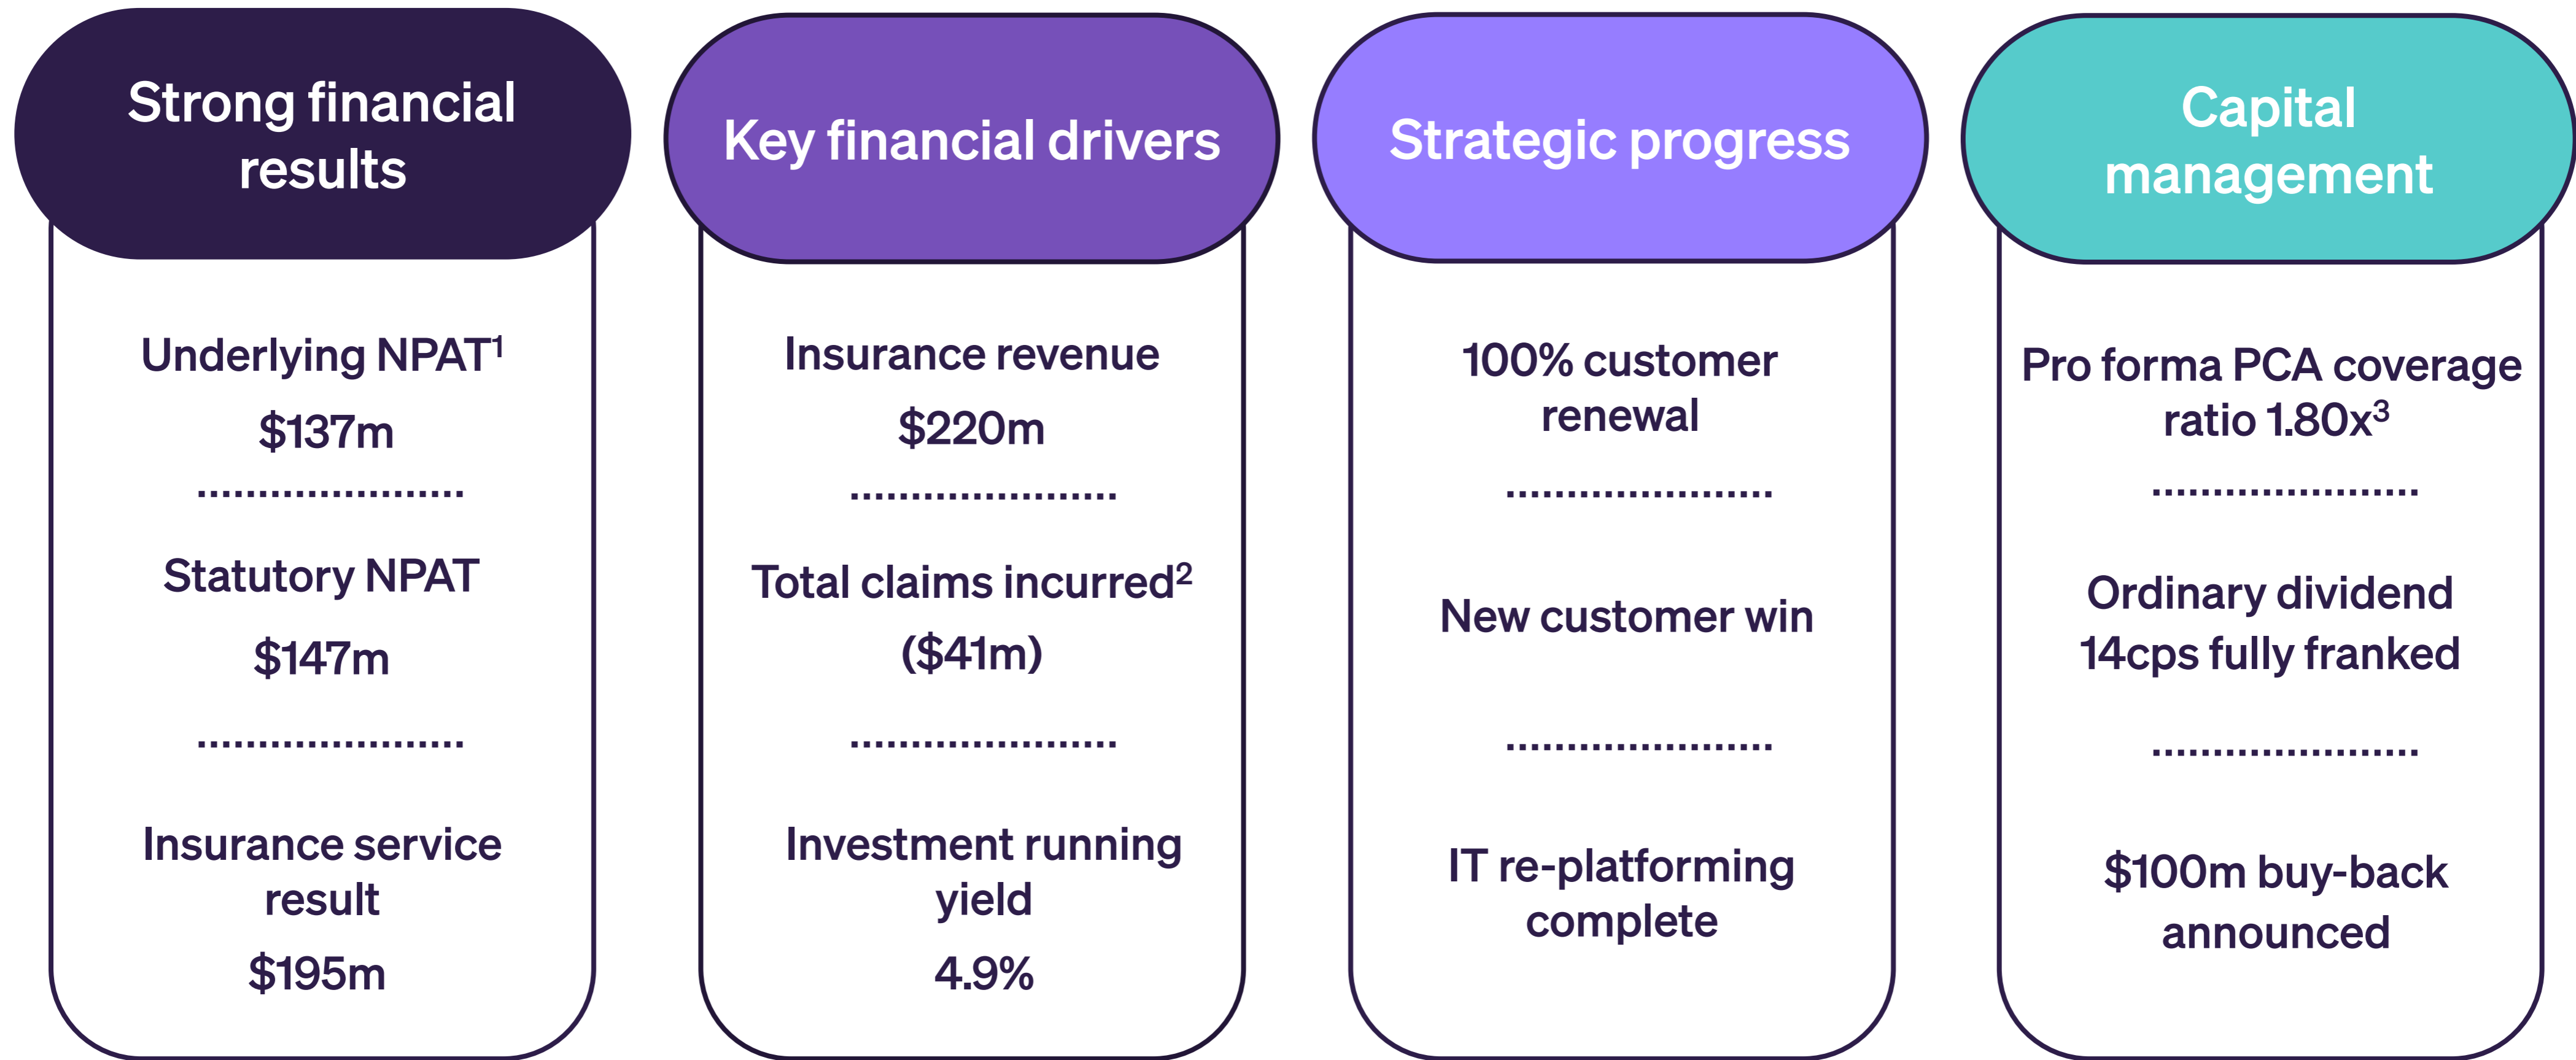 Strong financial
results
Underlying NPAT¹
$137m
......................
Statutory NPAT
$147m
......................
Insurance service
result
$195m
Key financial drivers
Insurance revenue
$220m
......................
Total claims incurred²
($41m)
......................
Investment running
yield
4.9%
Strategic progress
100% customer
renewal
......................
New customer win
......................
IT re-platforming
complete
Capital
management
Pro forma PCA coverage
ratio 1.80x³
......................
Ordinary dividend
14cps fully franked
......................
$100m buy-back
announced